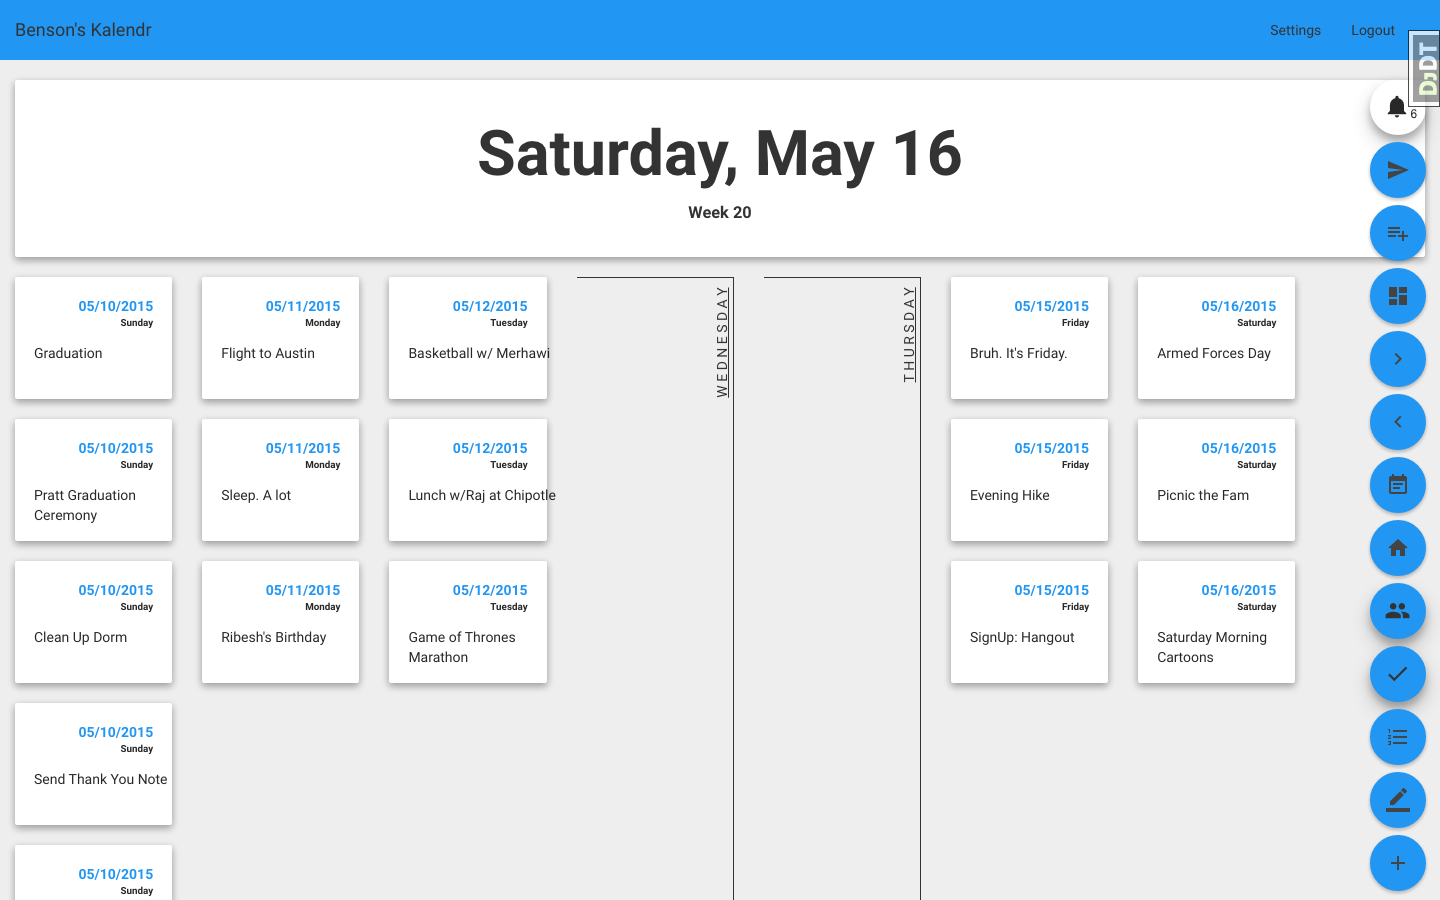 Benson's Kalendr
Settings
Logout
DJDT
6
Saturday, May 16
Week 20
05/10/2015
Sunday
Graduation
05/10/2015
Sunday
Pratt Graduation
Ceremony
05/10/2015
Sunday
Clean Up Dorm
05/10/2015
Sunday
Send Thank You Note
05/10/2015
Sunday
05/11/2015
Monday
Flight to Austin
05/11/2015
Monday
Sleep. A lot
05/11/2015
Monday
Ribesh's Birthday
05/12/2015
Tuesday
Basketball w/ Merhawi
05/12/2015
Tuesday
Lunch w/Raj at Chipotle
05/12/2015
Tuesday
Game of Thrones
Marathon
WEDNESDAY
THURSDAY
05/15/2015
Friday
Bruh. It's Friday.
05/15/2015
Friday
Evening Hike
05/15/2015
Friday
SignUp: Hangout
05/16/2015
Saturday
Armed Forces Day
05/16/2015
Saturday
Picnic the Fam
05/16/2015
Saturday
Saturday Morning
Cartoons